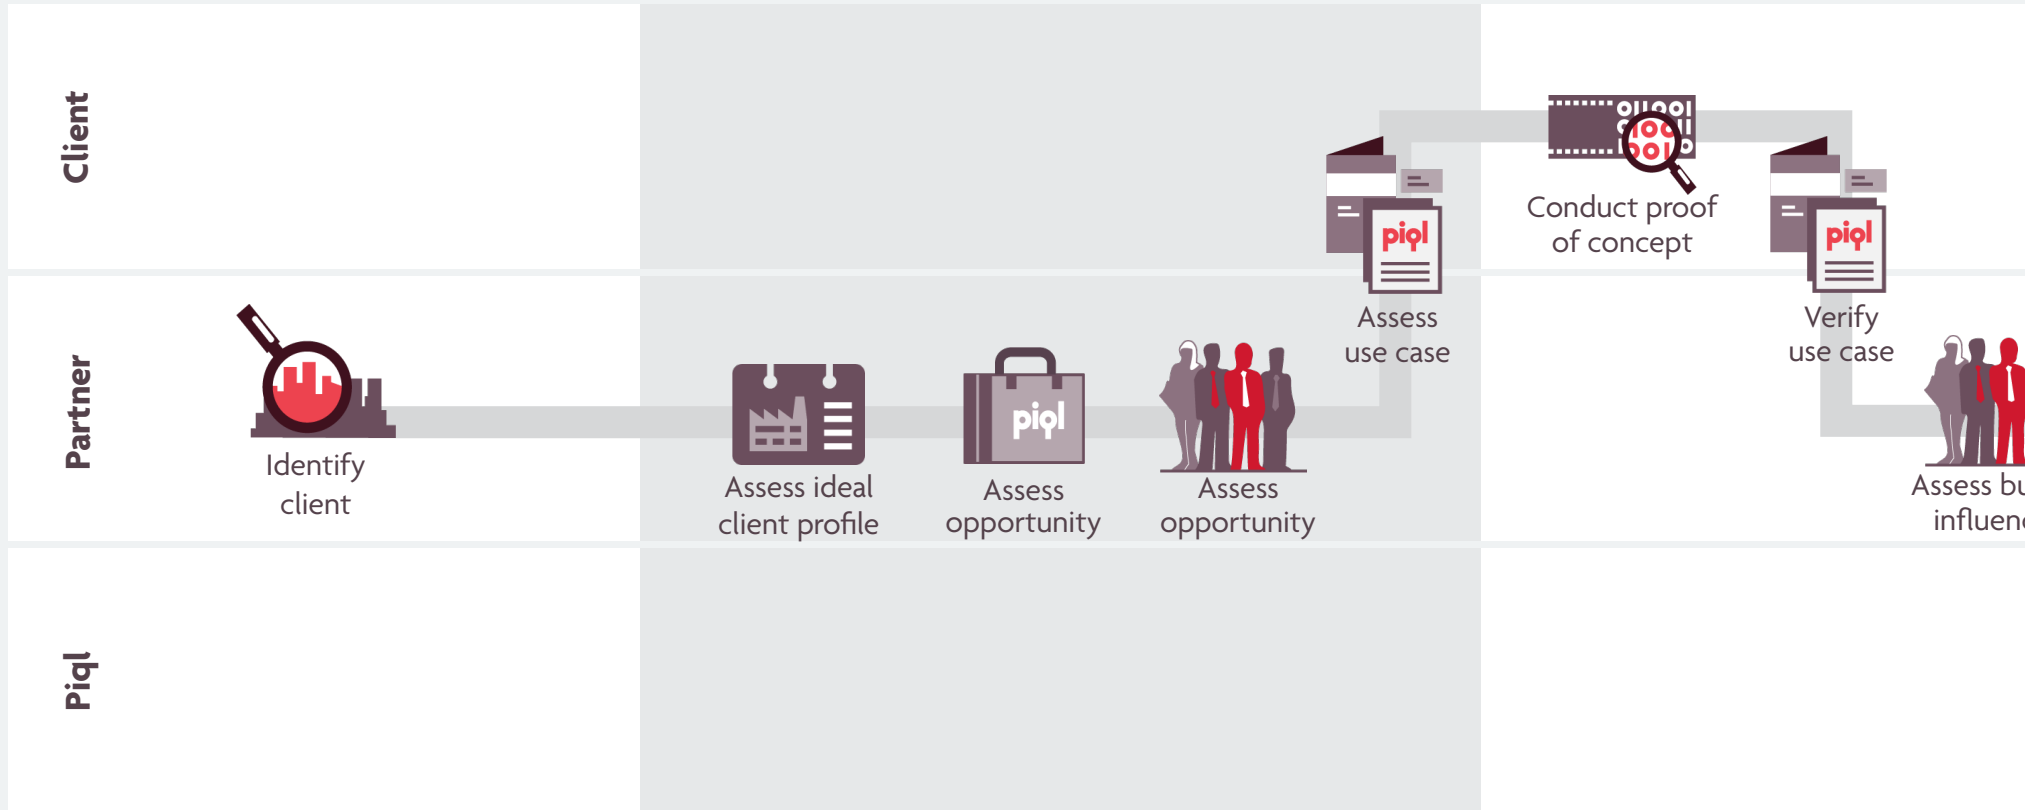 Client
piql
Conduct proof
of concept
piql
Assess
use case
Verify
use case
Partner
Identify
client
Assess ideal
client profile
piql
Assess
opportunity
Assess
opportunity
Assess
Piql